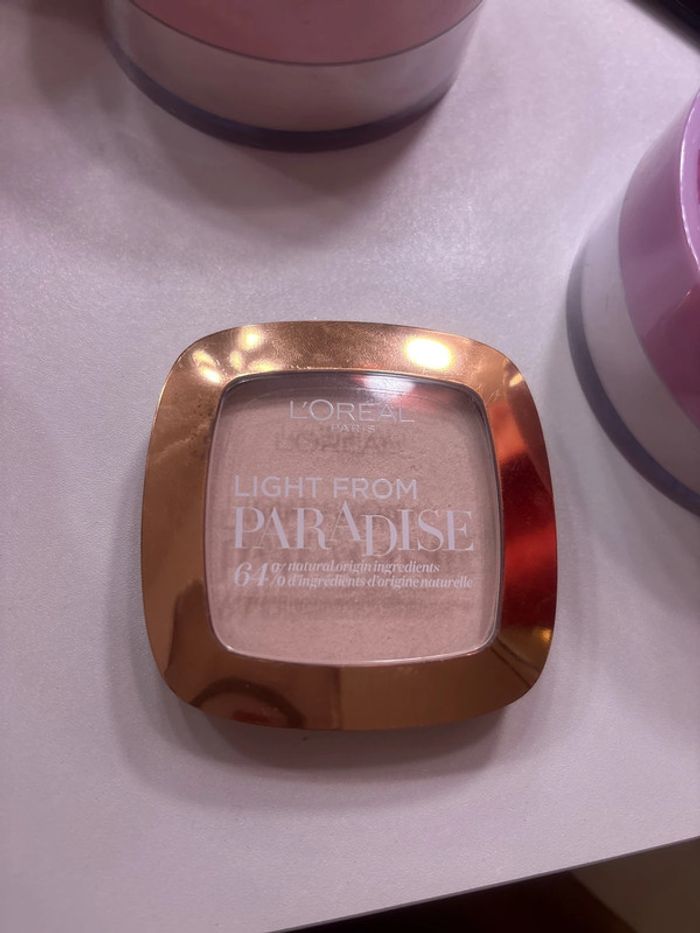 L'ORÉAL
PARIS
LIGHT FROM
PARADISE
64% natural origin ingredients
d'ingrédients d'origine naturelle